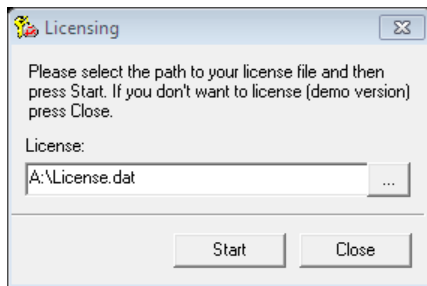 Licensing
Please select the path to your license file and then
press Start. If you don't want to license (demo version)
press Close.
License:
A:\License.dat
...
Start Close